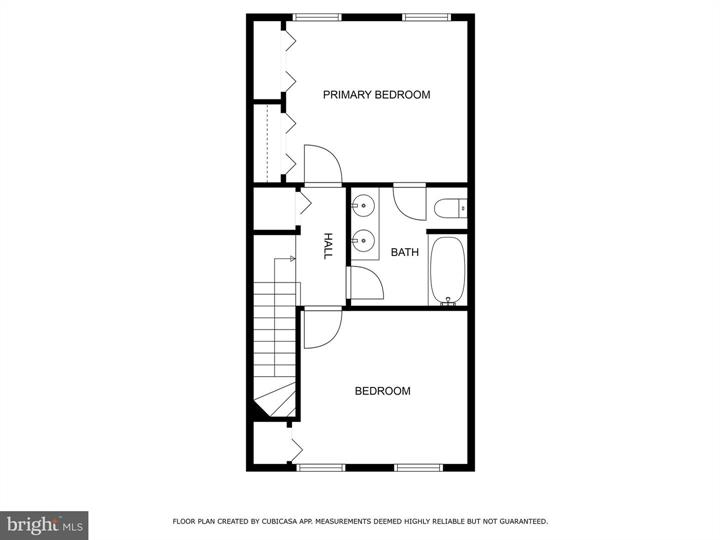 PRIMARY BEDROOM
HALL
BATH
BEDROOM
FLOOR PLAN CREATED BY CUBICASA APP. MEASUREMENTS DEEMED HIGHLY RELIABLE BUT NOT GUARANTEED.
bright MLS